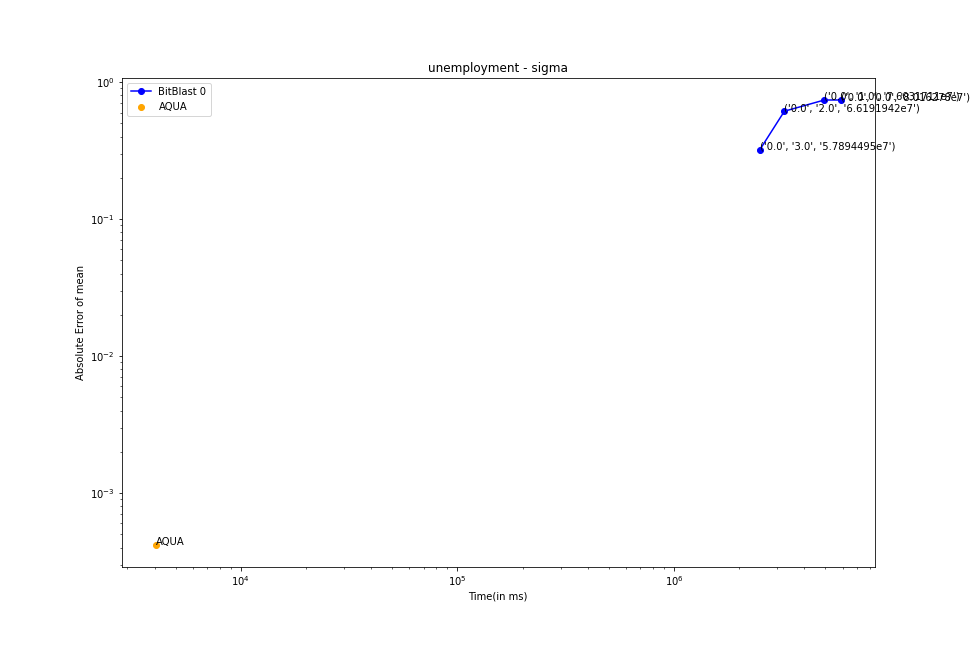 unemployment - sigma
BitBlast 0
AQUA
('0.0', '2.0', '6.6191942e7')
('0.0', '3.0', '5.7894495e7')
AQUA
Absolute Error of mean
10⁰
10⁻¹
10⁻²
10⁻³
10⁴
10⁵
10⁶
Time(in ms)